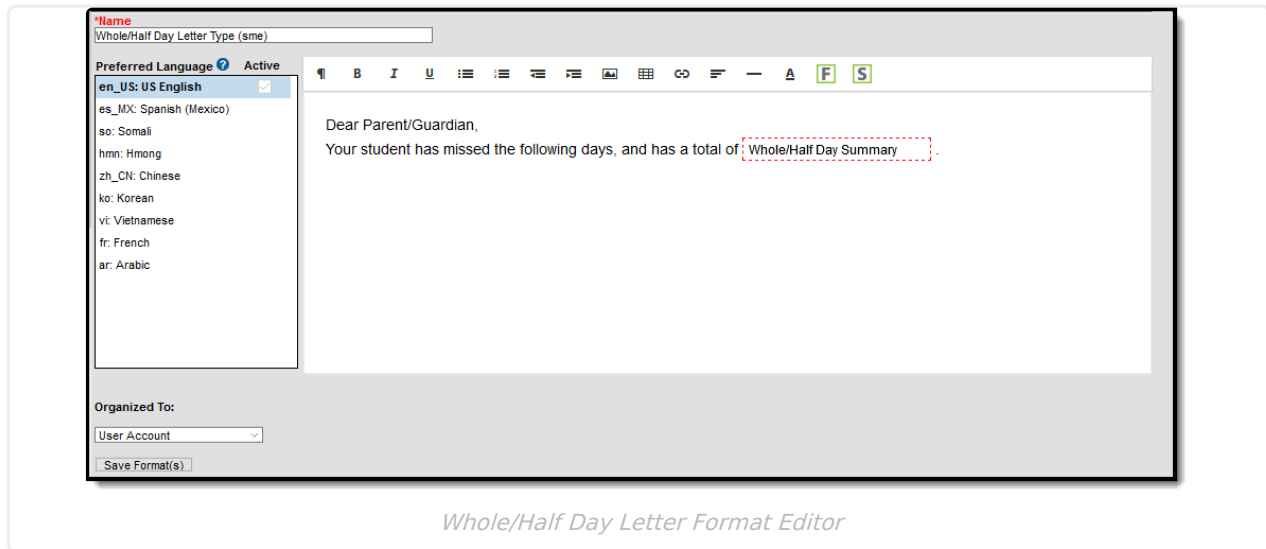 *Name
Whole/Half Day Letter Type (sme)
Preferred Language ? Active
en_US: US English
es_MX: Spanish (Mexico)
so: Somali
hmn: Hmong
zh_CN: Chinese
ko: Korean
vi: Vietnamese
fr: French
ar: Arabic
¶ B I U A F S
Dear Parent/Guardian,
Your student has missed the following days, and has a total of Whole/Half Day Summary .
Organized To:
User Account
Save Format(s)
Whole/Half Day Letter Format Editor